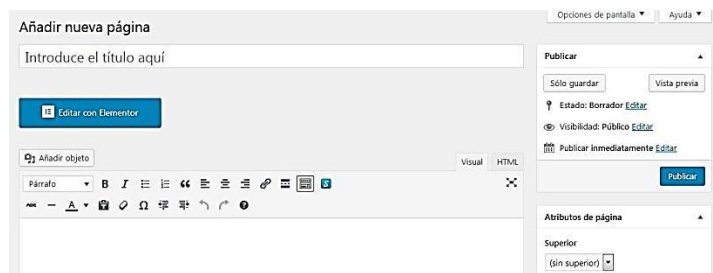 Opciones de pantalla
Ayuda
Añadir nueva página
Introduce el título aquí
Editar con Elementor
Añadir objeto
Visual
HTML
Párrafo
B I
ABC
A
Ω
Publicar
Sólo guardar
Vista previa
Estado: Borrador Editar
Visibilidad: Público Editar
Publicar inmediatamente Editar
Publicar
Atributos de página
Superior
(sin superior)